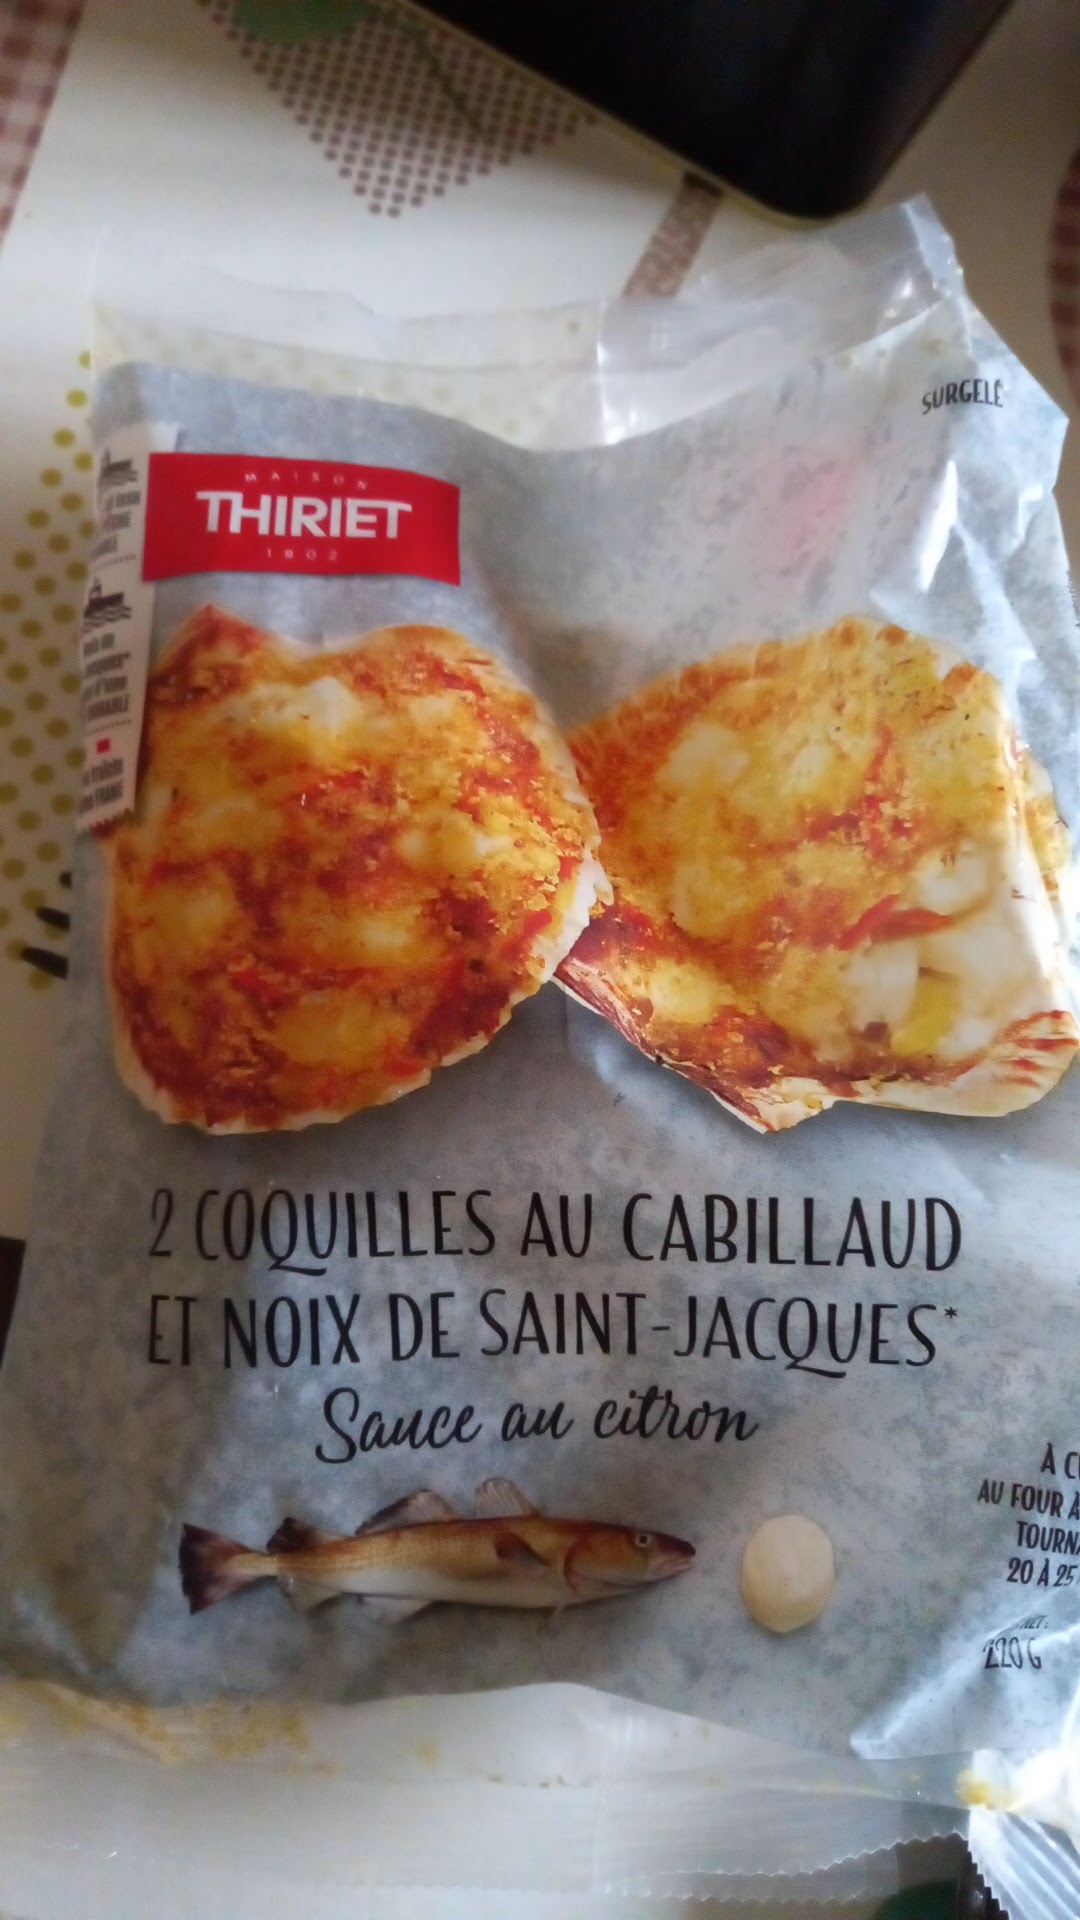 SURGELÉ
MAISON
THIRIET
1902
2 COQUILLES AU CABILLAUD
ET NOIX DE SAINT-JACQUES*
Sauce au citron
À
AU FOUR À
20 À 25
220 G